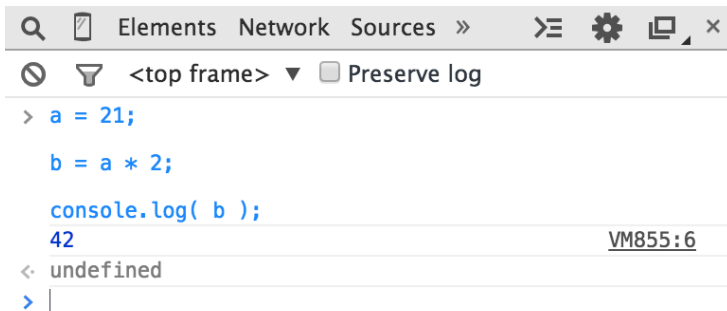 Elements Network Sources »
<top frame> ▼ Preserve log
> a = 21;
b = a * 2;
console.log( b );
42 VM855:6
<· undefined
>